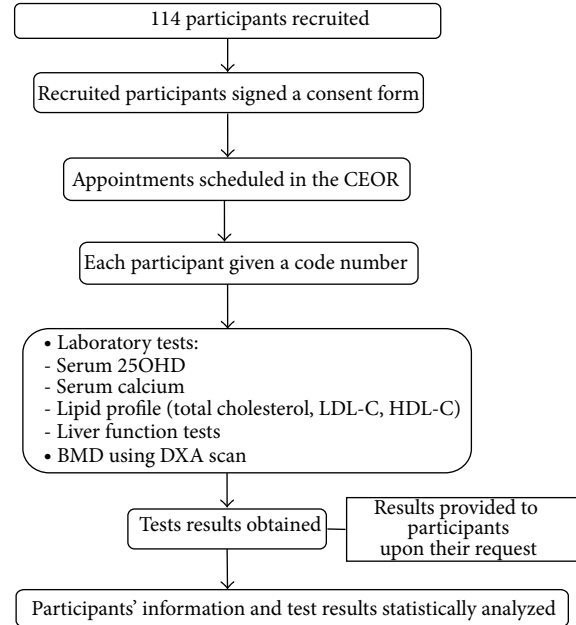 114 participants recruited
Recruited participants signed a consent form
Appointments scheduled in the CEOR
Each participant given a code number
• Laboratory tests:
- Serum 25OHD
- Serum calcium
- Lipid profile (total cholesterol, LDL-C, HDL-C)
- Liver function tests
• BMD using DXA scan
Tests results obtained
Results provided to
participants
upon their request
Participants' information and test results statistically analyzed